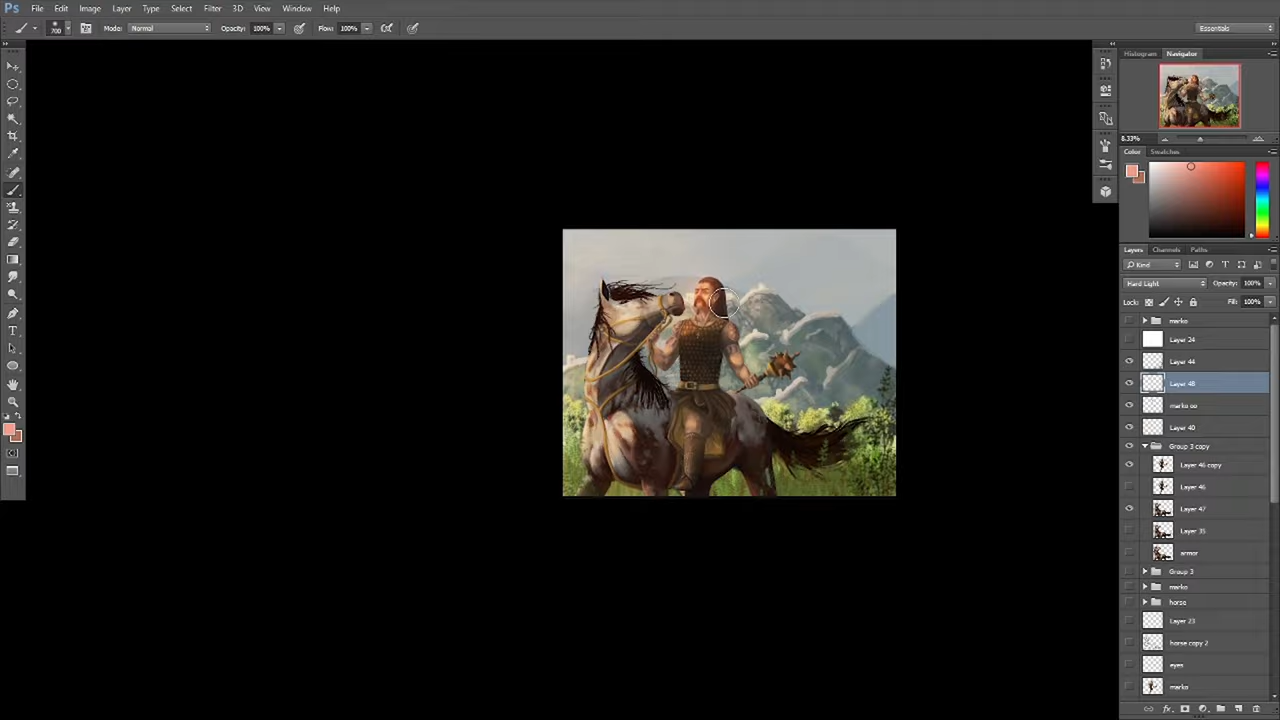 Ps File Edit Image Layer Type Select Filter 3D View Window Help
700 Mode: Normal Opacity: 100% Flow: 100% Essentials
Histogram Navigator
8.33%
Color Swatches
Layers Channels Paths
Kind
Hard Light Opacity: 100%
Lock: Fill: 100%
marko
Layer 24
Layer 44
Layer 48
marko oo
Layer 40
Group 3 copy
Layer 46 copy
Layer 46
Layer 47
Layer 35
armor
Group 3
marko
horse
Layer 23
horse copy 2
eyes
marko
fx